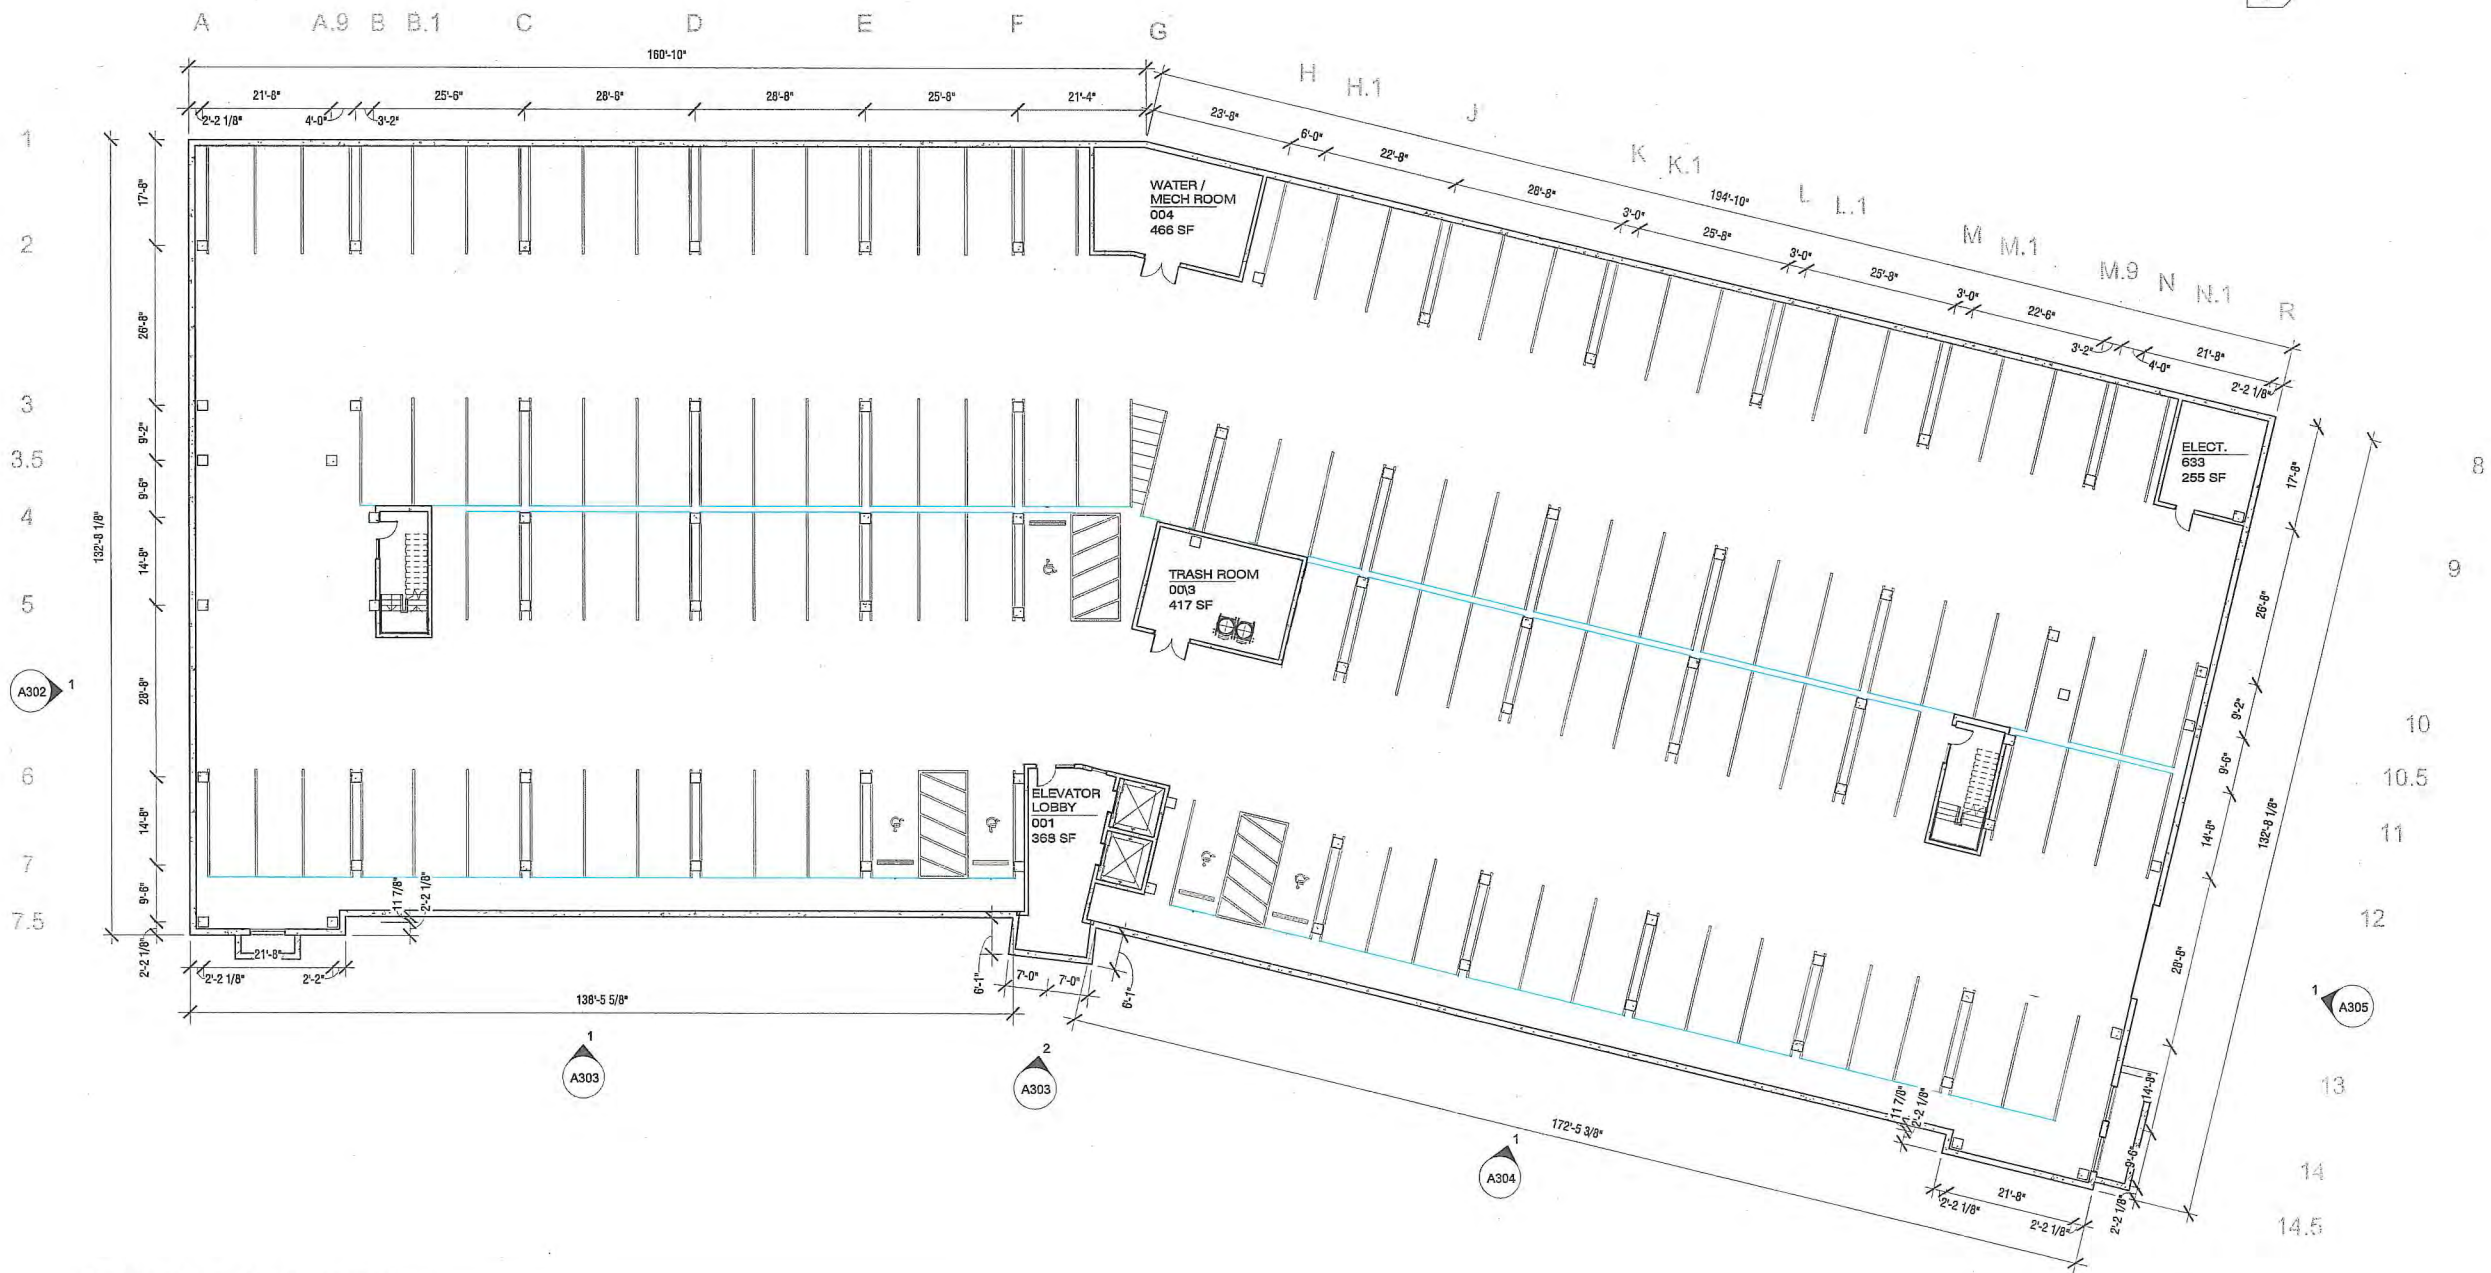 A A.9 B B.1 C D E F G
160'-10"
H H.1 J K K.1 L L.1 M M.1 M.9 N N.1 R
21'-8" 25'-6" 28'-8" 28'-8" 25'-8" 21'-4"
2'-2 1/8" 4'-0" 3'-2"
23'-8" 6'-0" 22'-8" 28'-8" 3'-0" 25'-8" 3'-0" 25'-8" 3'-0" 22'-6" 3'-2" 4'-0" 21'-8" 2'-2 1/8"
194'-10"
1
2
3
3.5
4
5
6
7
7.5
132'-8 1/8"
17'-8"
26'-8"
9'-2"
9'-6"
14'-8"
28'-8"
14'-8"
9'-6"
2'-2 1/8"
WATER /
MECH ROOM
004
466 SF
ELECT.
633
255 SF
TRASH ROOM
00\3
417 SF
ELEVATOR
LOBBY
001
368 SF
8
9
10
10.5
11
12
13
14
14.5
17'-8"
26'-8"
9'-2"
9'-6"
14'-8"
28'-8"
14'-8"
9'-6"
2'-2 1/8"
132'-8 1/8"
A302 1
1 A305
11 7/8"
2'-2 1/8"
21'-8"
2'-2 1/8" 2'-2"
138'-5 5/8"
6'-1" 7'-0" 7'-0" 6'-1"
1
A303
2
A303
172'-5 3/8"
1
A304
11 7/8"
2'-2 1/8"
21'-8"
2'-2 1/8" 2'-2 1/8"